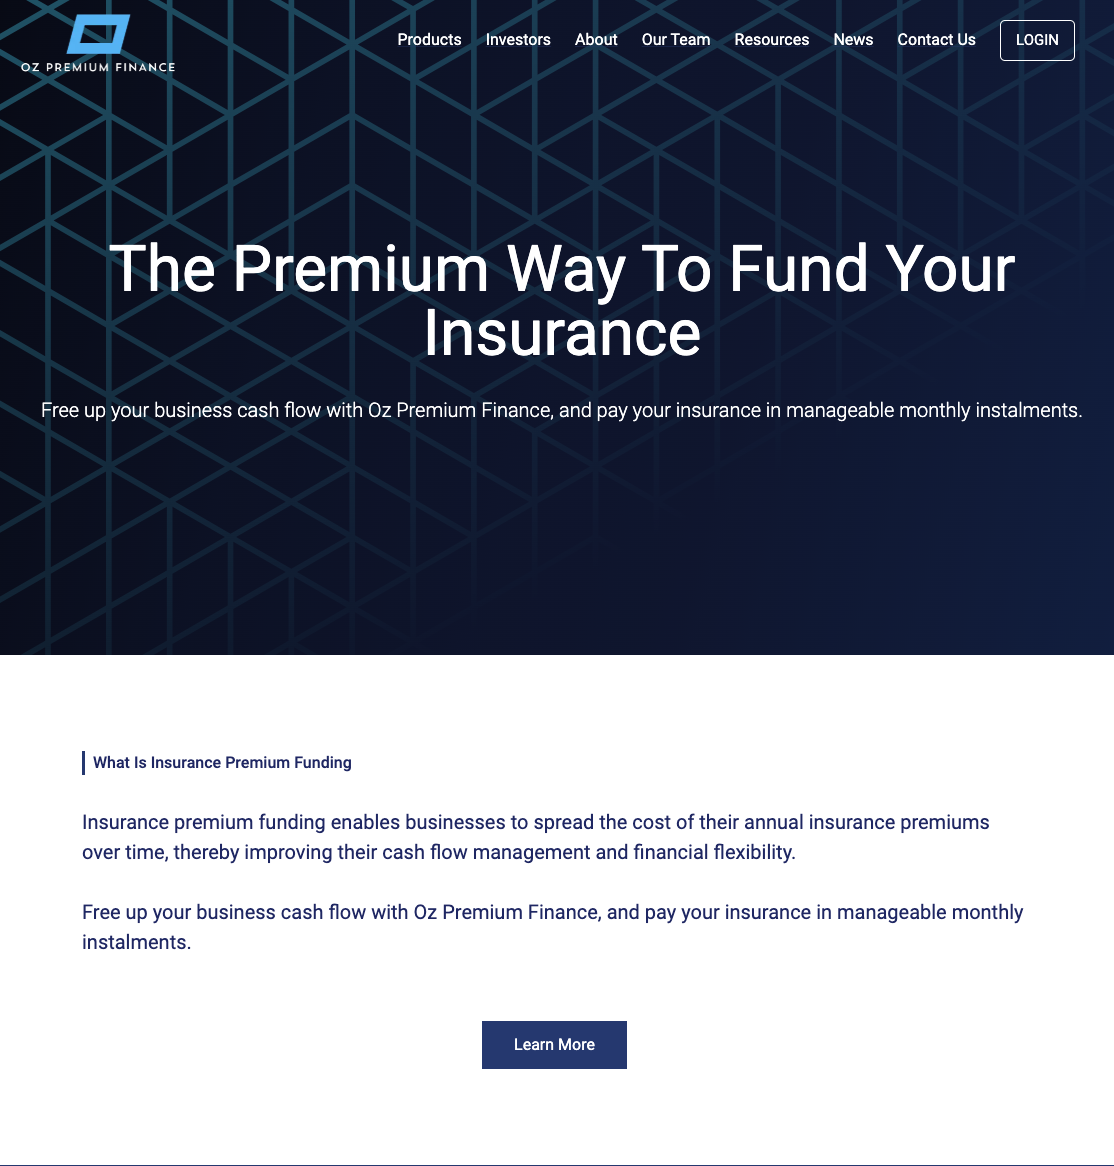 OZ PREMIUM FINANCE
Products Investors About Our Team Resources News Contact Us LOGIN
The Premium Way To Fund Your
Insurance
Free up your business cash flow with Oz Premium Finance, and pay your insurance in manageable monthly instalments.
What Is Insurance Premium Funding
Insurance premium funding enables businesses to spread the cost of their annual insurance premiums
over time, thereby improving their cash flow management and financial flexibility.
Free up your business cash flow with Oz Premium Finance, and pay your insurance in manageable monthly
instalments.
Learn More